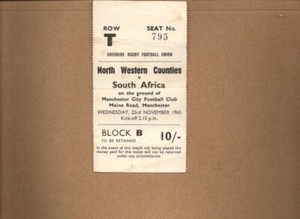 ROW
SEAT No.
T
795
CHESHIRE RUGBY FOOTBALL UNION
North Western Counties
v
South Africa
on the ground of
Manchester City Football Club
Maine Road, Manchester
WEDNESDAY, 23rd NOVEMBER 1960
Kick-off 2.15 p.m.
BLOCK B
10/-
TO BE RETAINED
In the event of this match not being played the
money paid for this ticket will not be returned
under any circumstances